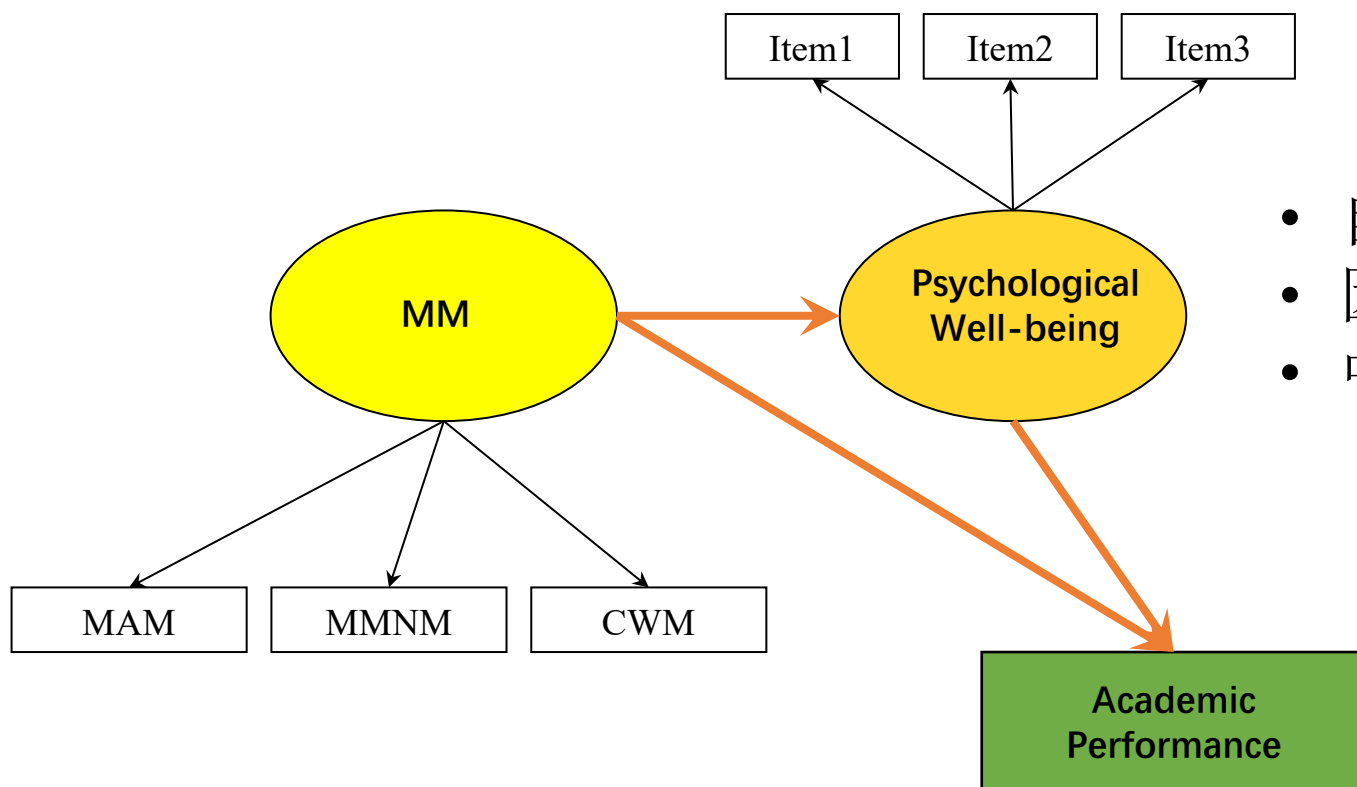 Item1 Item2 Item3
MM
Psychological
Well-being
•
•
•
MAM MMNM CWM
Academic
Performance